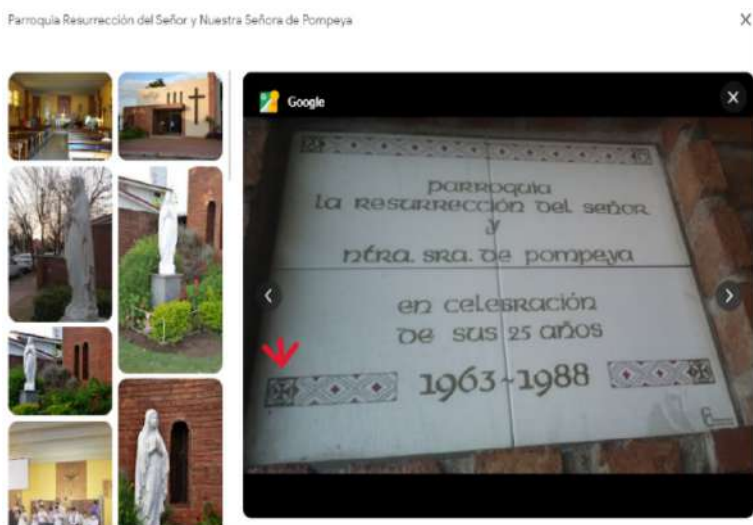 Parroquia Resurrección del Señor y Nuestra Señora de Pompeya
X
Google
X
parroquia
la Resurrección del señor
y
ntra. sra. de pompeya
en celebración
de sus 25 años
1963-1988